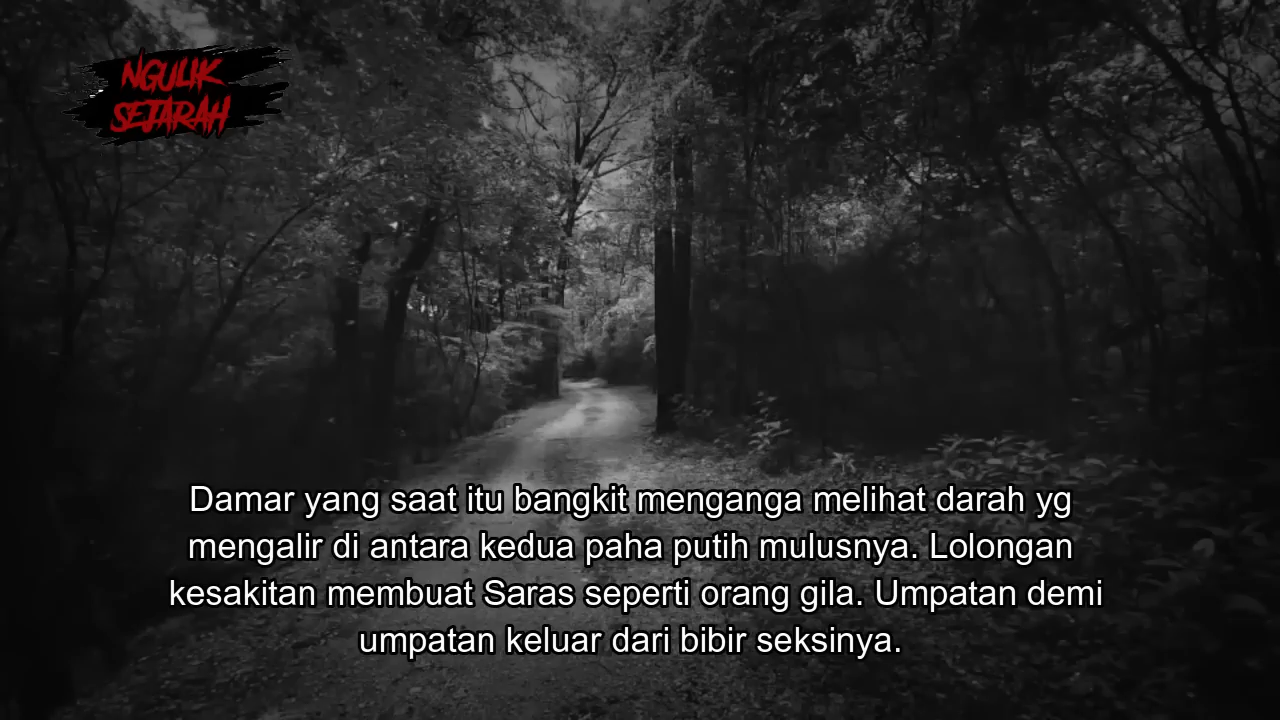 NGULIK
SEJARAH
Damar yang saat itu bangkit menganga melihat darah yg
mengalir di antara kedua paha putih mulusnya. Lolongan
kesakitan membuat Saras seperti orang gila. Umpatan demi
umpatan keluar dari bibir seksinya.